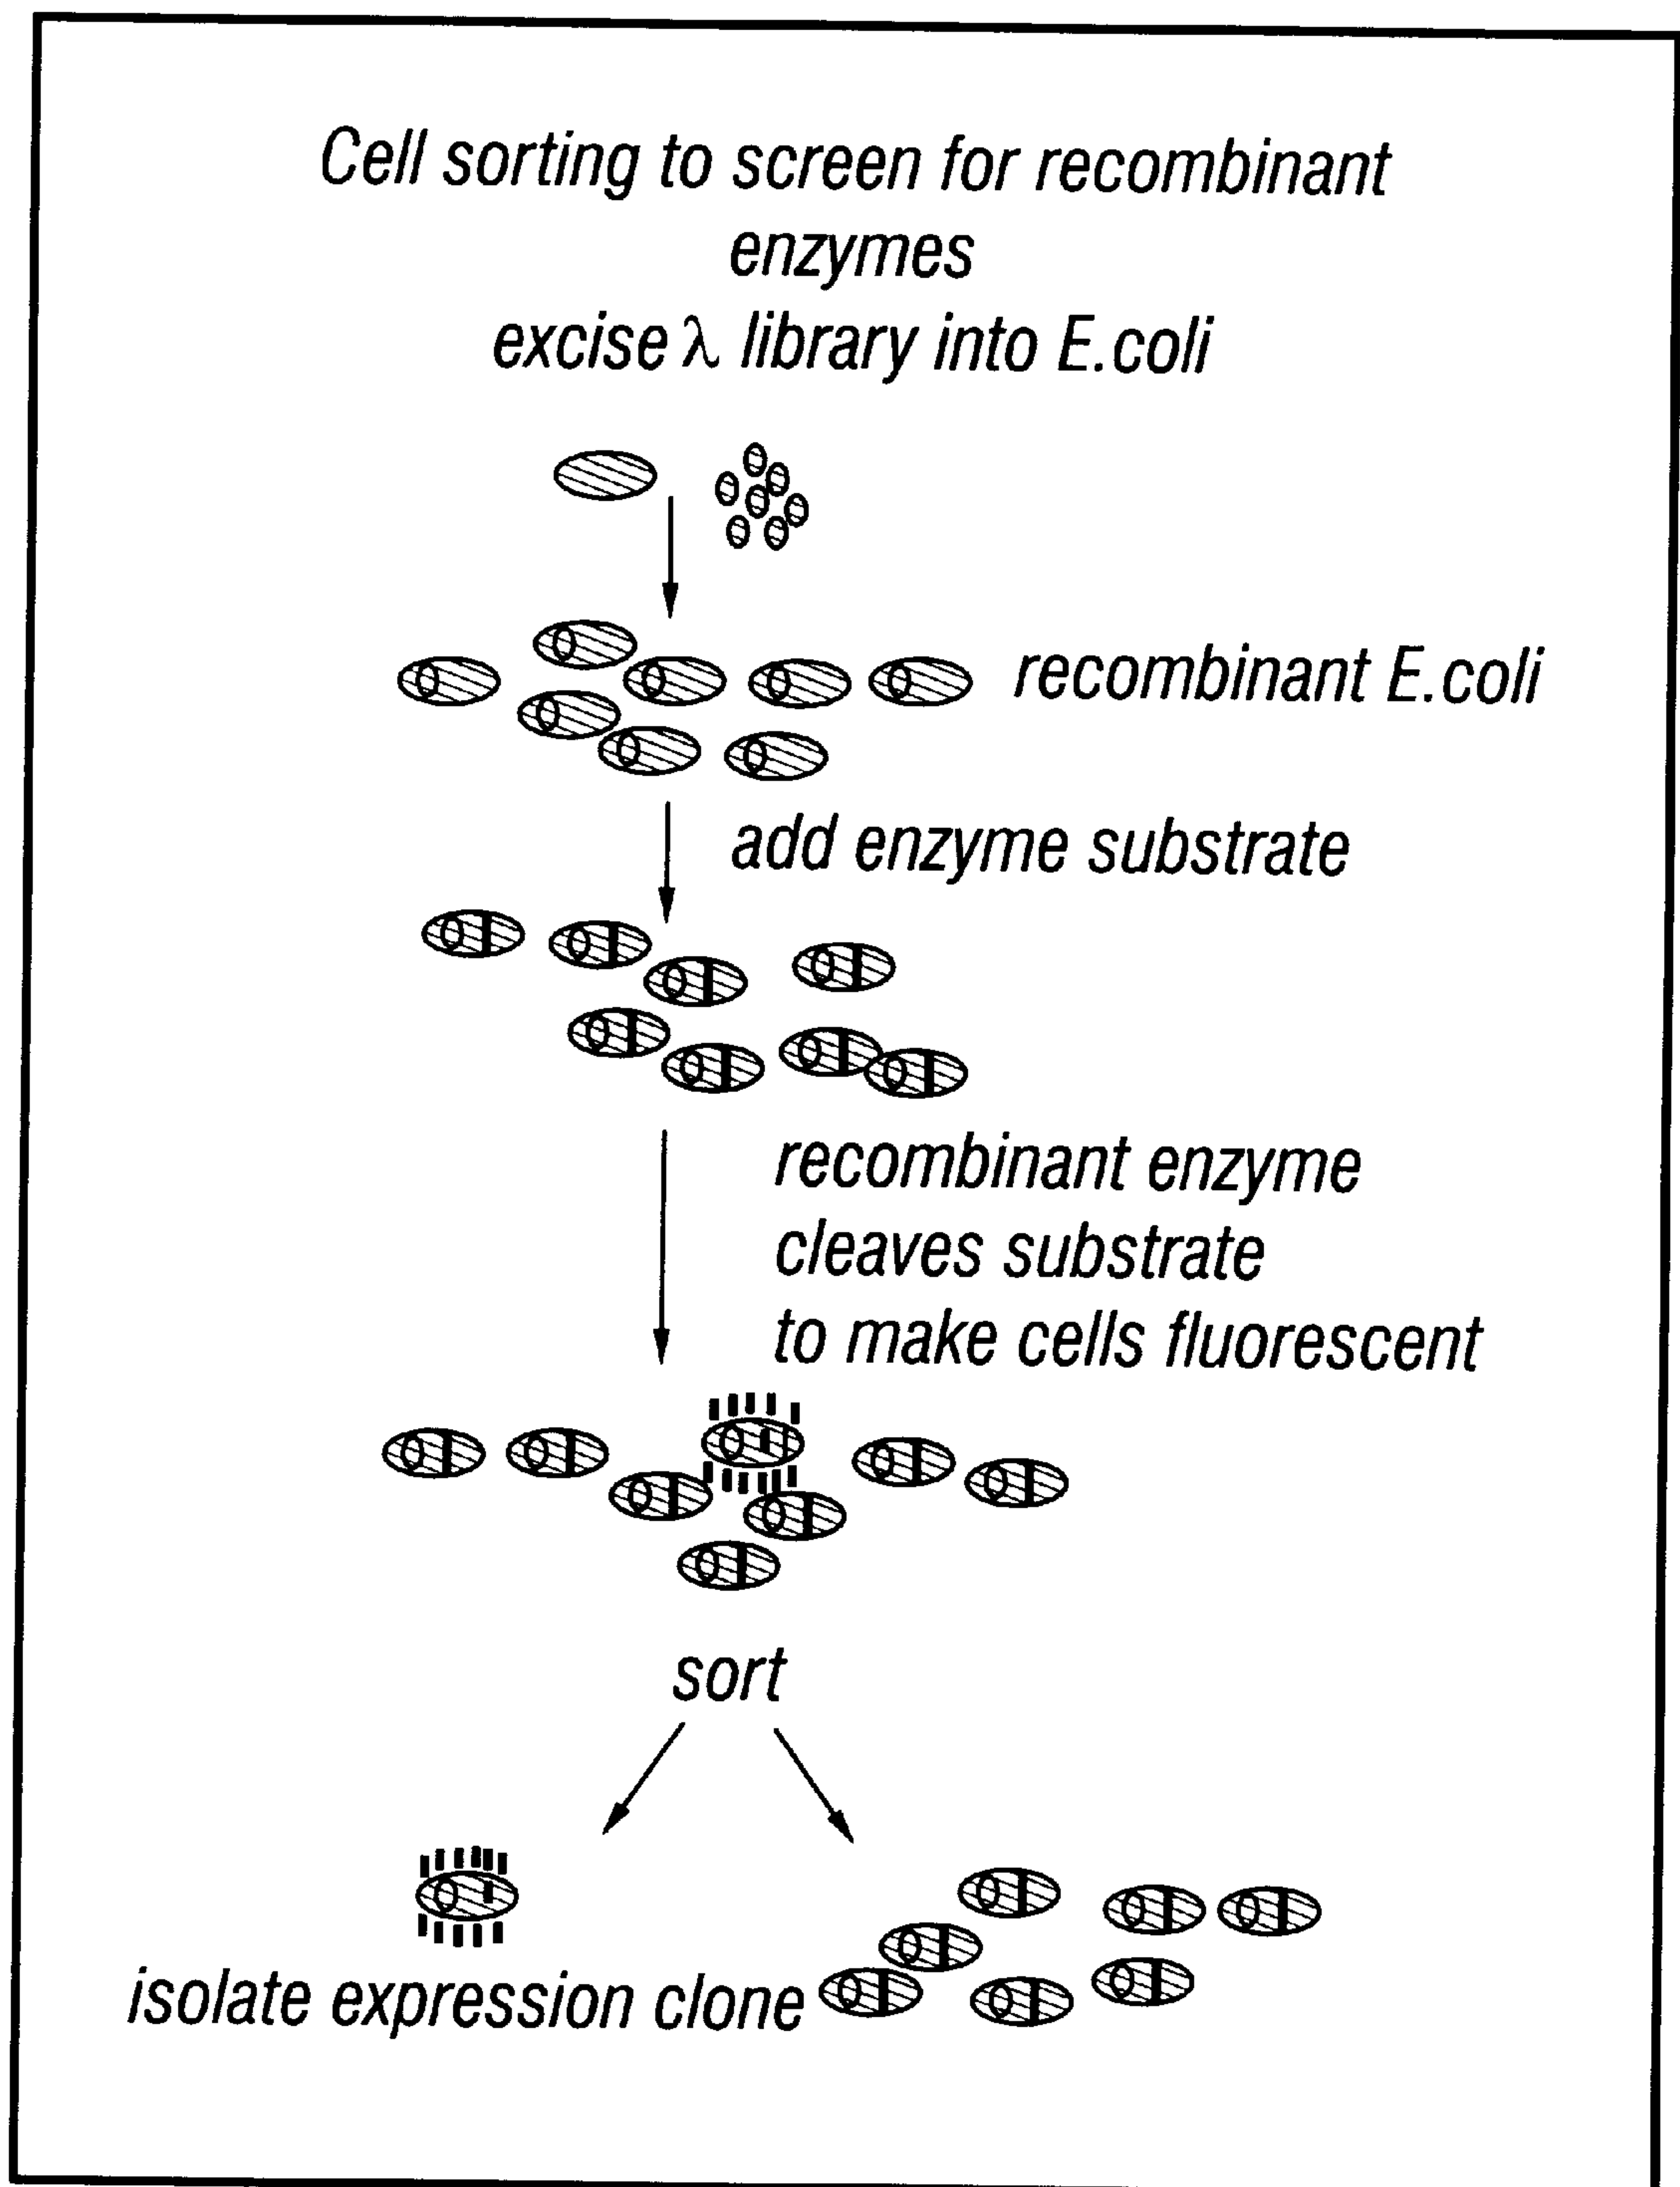 Cell sorting to screen for recombinant
enzymes
excise λ library into E.coli
recombinant E.coli
add enzyme substrate
recombinant enzyme
cleaves substrate
to make cells fluorescent
sort
isolate expression clone